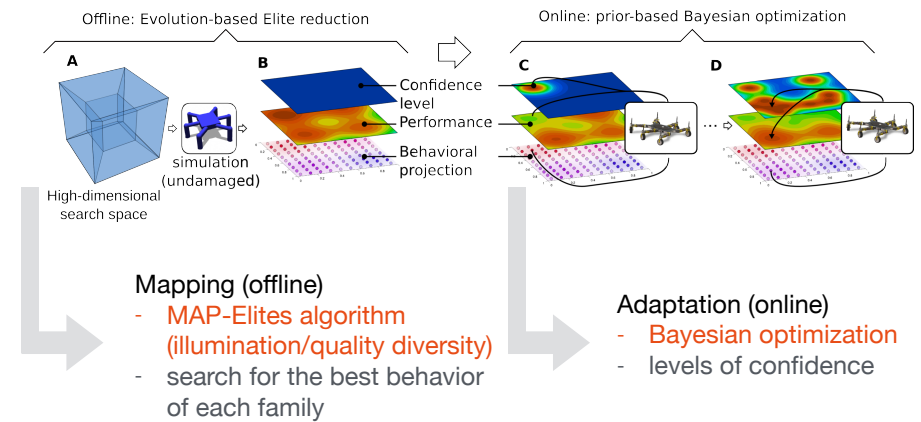 Offline: Evolution-based Elite reduction
Online: prior-based Bayesian optimization
A
B
C
D
Confidence
level
Performance
Behavioral
projection
simulation
(undamaged)
High-dimensional
search space
...
Mapping (offline)
- MAP-Elites algorithm
(illumination/quality diversity)
- search for the best behavior
of each family
Adaptation (online)
- Bayesian optimization
- levels of confidence